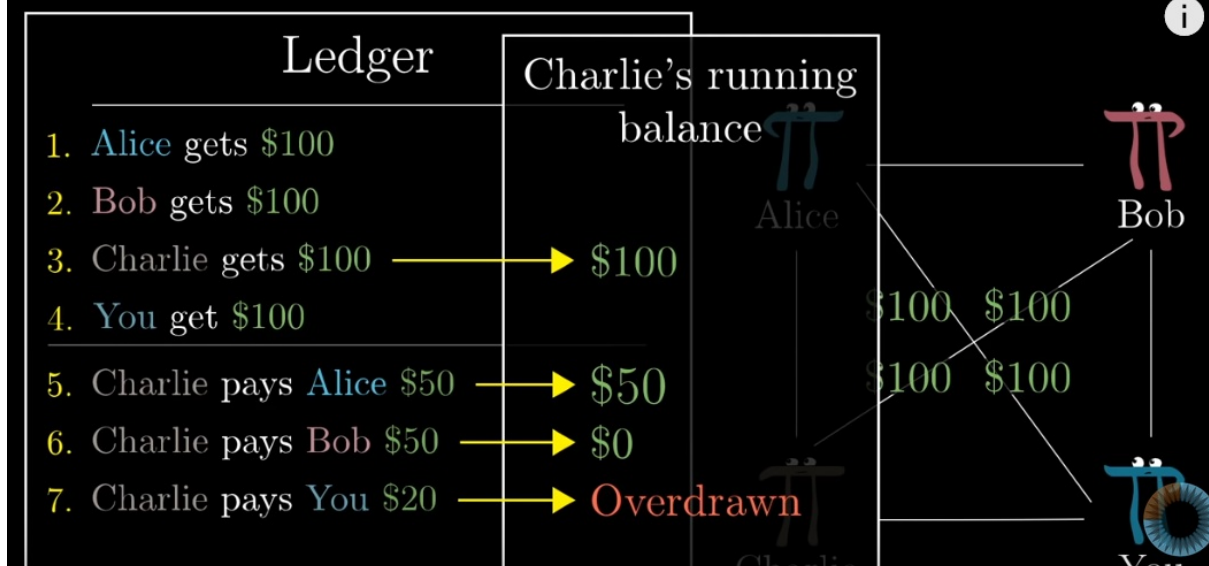 Ledger
1. Alice gets $100
2. Bob gets $100
3. Charlie gets $100
4. You get $100
5. Charlie pays Alice $50
6. Charlie pays Bob $50
7. Charlie pays You $20
Charlie's running
balance
$100
$50
$0
Overdrawn
Alice
Bob
$100 $100
$100 $100
Charlie
You
i